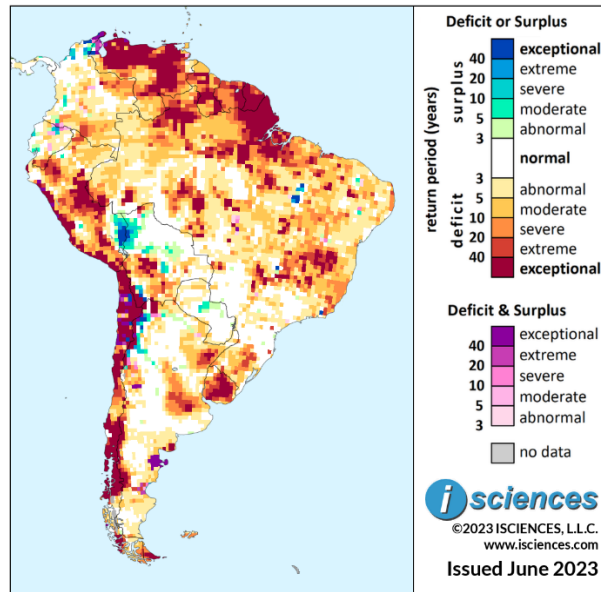 Deficit or Surplus
return period (years)
deficit surplus
exceptional
40
extreme
20
severe
10
moderate
5
abnormal
3
normal
3
abnormal
5
moderate
10
severe
20
extreme
40
exceptional
Deficit & Surplus
exceptional
40
extreme
20
severe
10
moderate
5
abnormal
3
no data
i sciences
©2023 ISCIENCES, L.L.C.
www.isciences.com
Issued June 2023